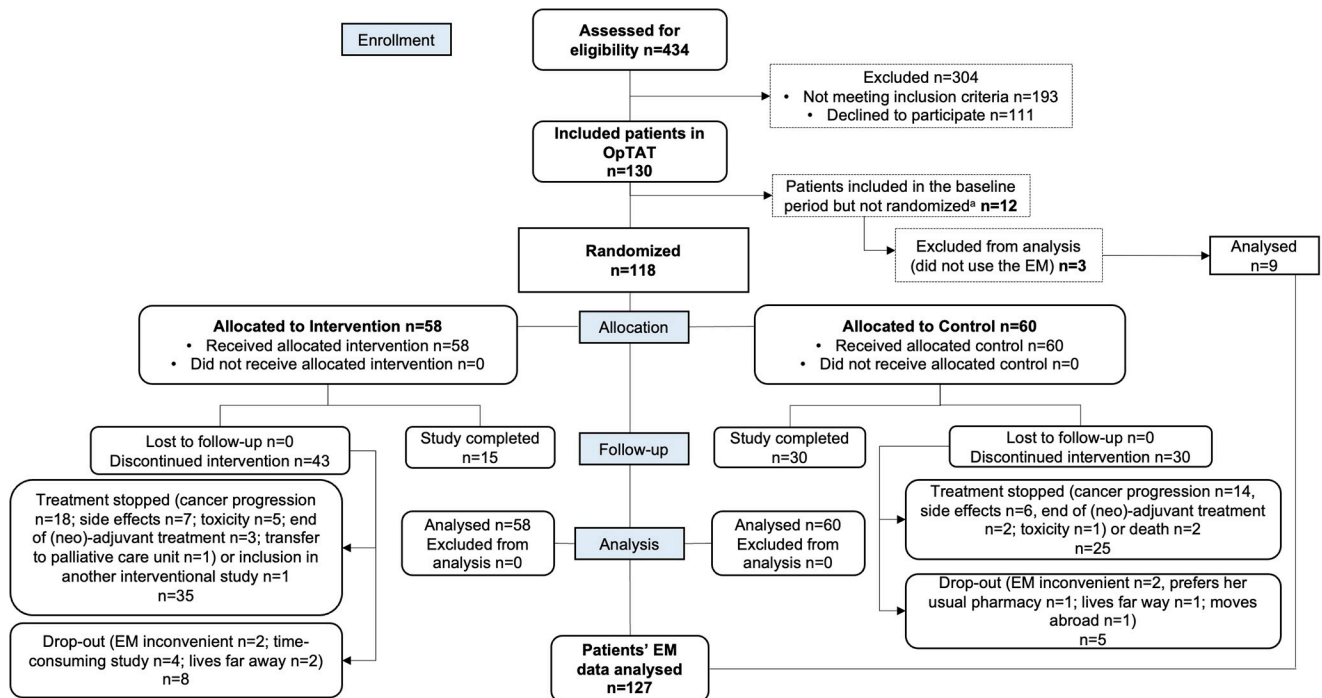 Enrollment
Assessed for
eligibility n=434
Excluded n=304
• Not meeting inclusion criteria n=193
• Declined to participate n=111
Included patients in
OpTAT
n=130
Patients included in the baseline
period but not randomizedᵃ n=12
Randomized
n=118
Excluded from analysis
(did not use the EM) n=3
Analysed
n=9
Allocated to Intervention n=58
• Received allocated intervention n=58
• Did not receive allocated intervention n=0
Allocation
Allocated to Control n=60
• Received allocated control n=60
• Did not receive allocated control n=0
Lost to follow-up n=0
Discontinued intervention n=43
Study completed
n=15
Follow-up
Study completed
n=30
Lost to follow-up n=0
Discontinued intervention n=30
Treatment stopped (cancer progression
n=18; side effects n=7; toxicity n=5; end
of (neo)-adjuvant treatment n=3; transfer
to palliative care unit n=1) or inclusion in
another interventional study n=1
n=35
Analysed n=58
Excluded from
analysis n=0
Analysis
Analysed n=60
Excluded from
analysis n=0
Treatment stopped (cancer progression n=14,
side effects n=6, end of (neo)-adjuvant treatment
n=2; toxicity n=1) or death n=2
n=25
Drop-out (EM inconvenient n=2; time-
consuming study n=4; lives far away n=2)
n=8
Patients' EM
data analysed
n=127
Drop-out (EM inconvenient n=2, prefers her
usual pharmacy n=1; lives far way n=1; moves
abroad n=1)
n=5